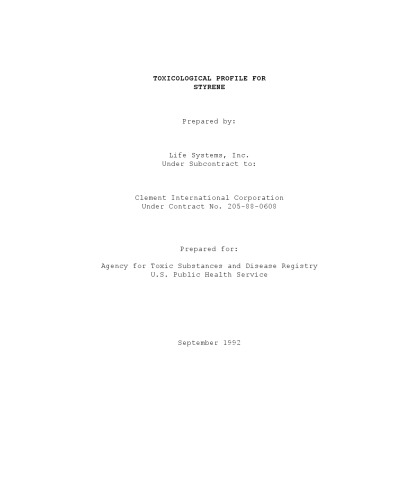 TOXICOLOGICAL PROFILE FOR
STYRENE
Prepared by:
Life Systems, Inc.
Under Subcontract to:
Clement International Corporation
Under Contract No. 205-88-0608
Prepared for:
Agency for Toxic Substances and Disease Registry
U.S. Public Health Service
September 1992